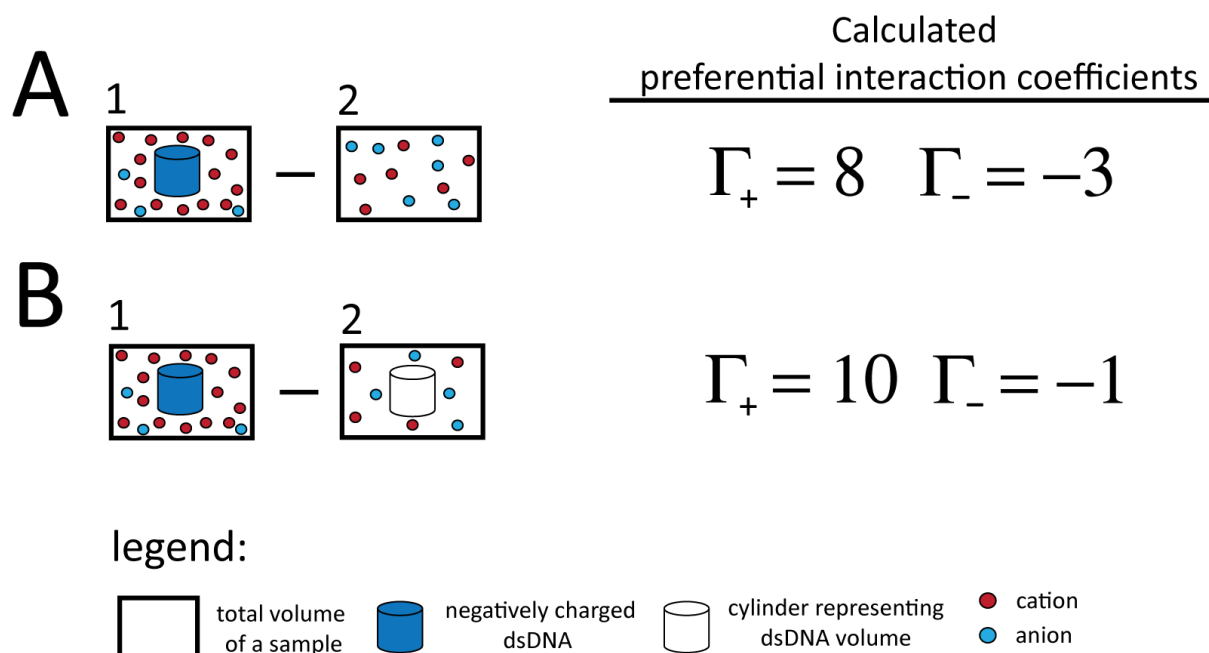 Calculated
preferential interaction coefficients
A
1
2
−
Γ₊ = 8 Γ₋ = −3
B
1
2
−
Γ₊ = 10 Γ₋ = −1
legend:
total volume
of a sample
negatively charged
dsDNA
cylinder representing
dsDNA volume
cation
anion